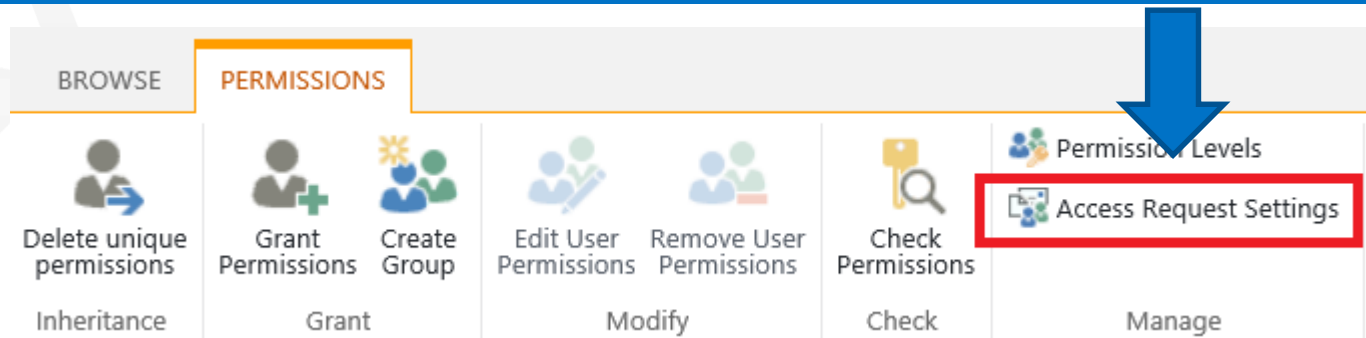 BROWSE
PERMISSIONS
Delete unique
permissions
Inheritance
Grant
Permissions
Create
Group
Grant
Edit User
Permissions
Remove User
Permissions
Modify
Check
Permissions
Check
Permission Levels
Access Request Settings
Manage